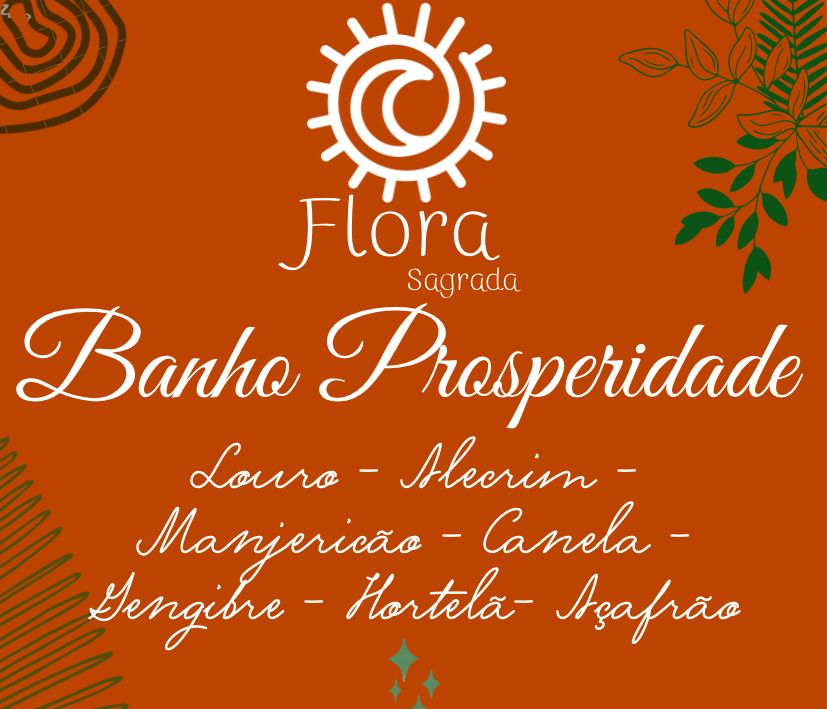 Flora
Sagrada
Banho Prosperidade
Louro - Alecrim -
Manjericão - Canela -
Gengibre - Hortelã- Açafrão